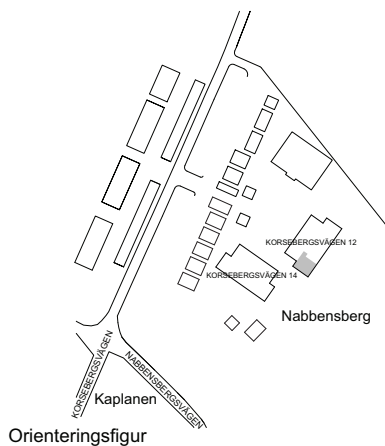 KORSEBERGSVÄGEN 12
KORSEBERGSVÄGEN 14
Nabbensberg
KORSEBERGSVÄGEN
NABBENSBERGSVÄGEN
Kaplanen
Orienteringsfigur